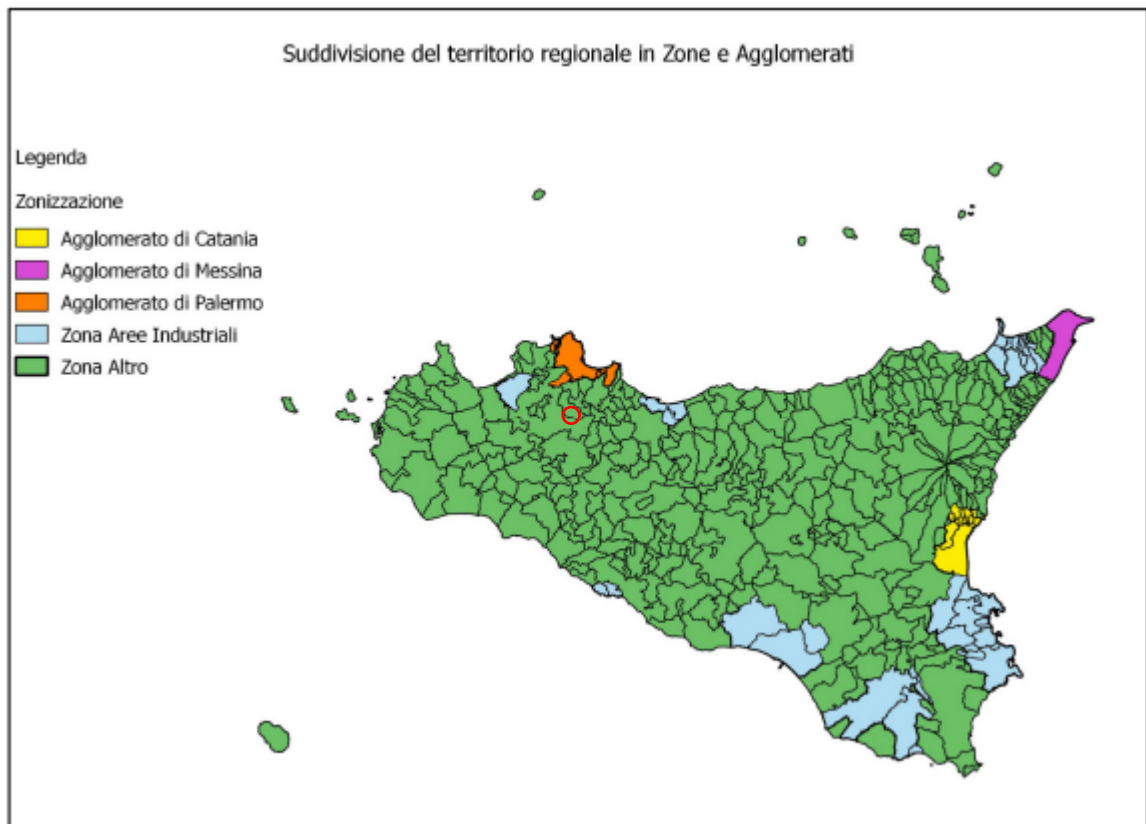 Suddivisione del territorio regionale in Zone e Agglomerati
Legenda
Zonizzazione
Agglomerato di Catania
Agglomerato di Messina
Agglomerato di Palermo
Zona Aree Industriali
Zona Altro